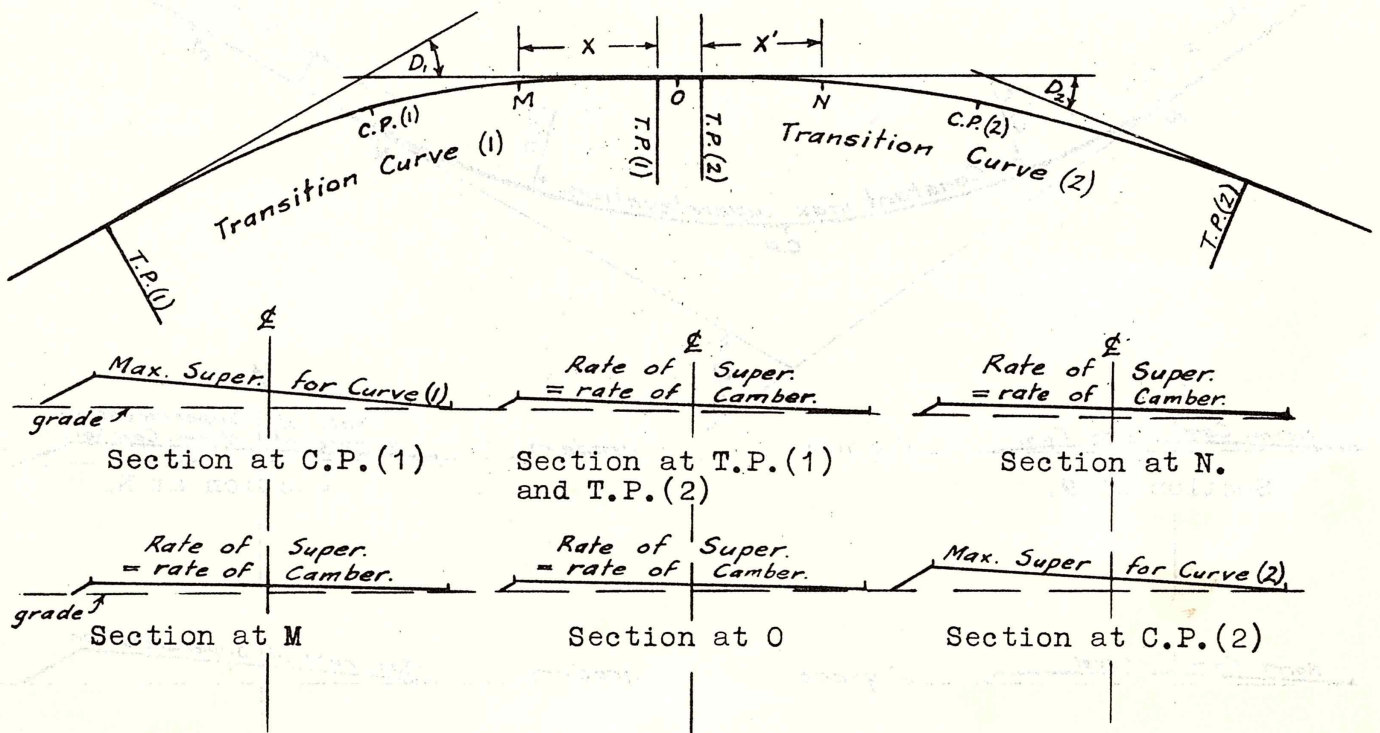 D₁
X
X'
D₂
M
O
N
C.P.(1)
C.P.(2)
T.P.(1)
T.P.(2)
Transition Curve (1)
Transition Curve (2)
T.P.(1)
T.P.(2)
℄
Max. Super. for Curve (1)
grade
Section at C.P.(1)
℄
Rate of Super.
= rate of Camber.
Section at T.P.(1)
and T.P.(2)
℄
Rate of Super.
= rate of Camber.
Section at N.
Rate of Super.
= rate of Camber.
grade
Section at M
Rate of Super.
= rate of Camber.
Section at O
Max. Super for Curve (2)
Section at C.P.(2)